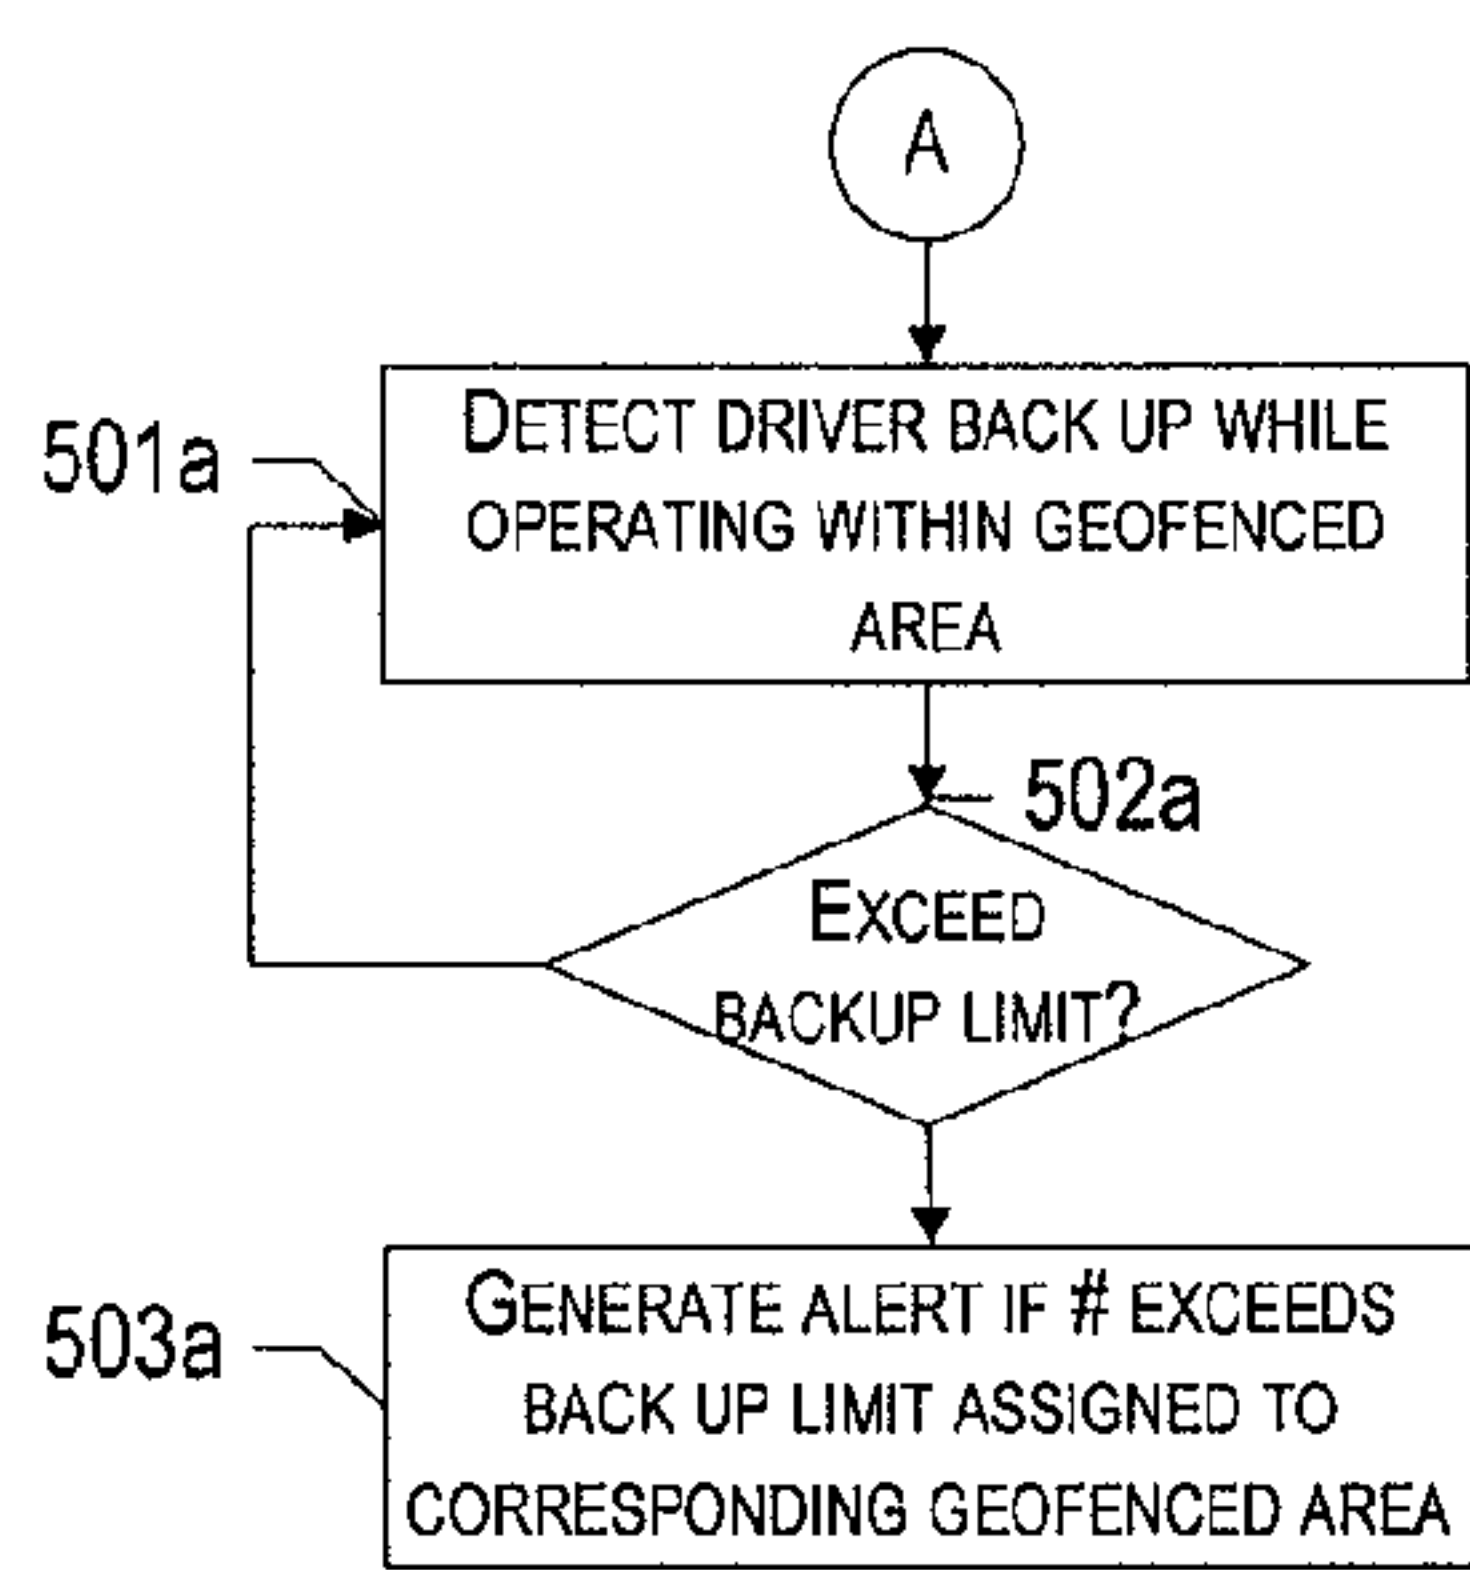 A
DETECT DRIVER BACK UP WHILE
501a
OPERATING WITHIN GEOFENCED
AREA
502a
EXCEED
BACKUP LIMIT?
GENERATE ALERT IF # EXCEEDS
503a
BACK UP LIMIT ASSIGNED TO
CORRESPONDING GEOFENCED AREA